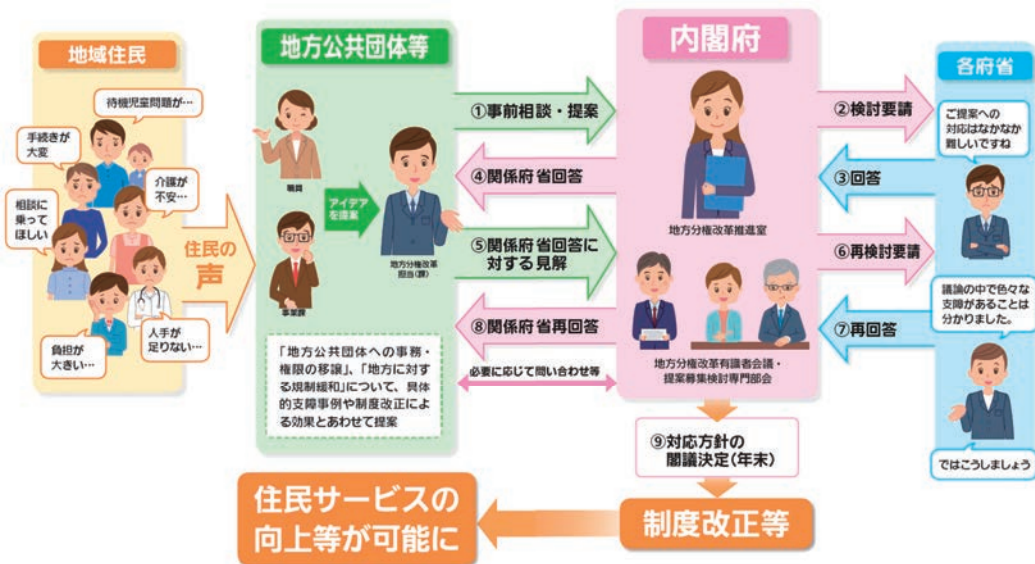 地域住民
待機児童問題が…
手続きが
大変
介護が
不安…
相談に
乗って
ほしい
人手が
足りない…
負担が
大きい…
住民の
声
地方公共団体等
職員
アイデア
を提案
事業課
地方分権改革
担当(課)
「地方公共団体への事務・
権限の移譲」、「地方に対す
る規制緩和」について、具体
的支障事例や制度改正によ
る効果とあわせて提案
①事前相談・提案
④関係府省回答
⑤関係府省回答に
対する見解
⑧関係府省再回答
必要に応じて問い合わせ等
内閣府
地方分権改革推進室
地方分権改革有識者会議・
提案募集検討専門部会
②検討要請
③回答
⑥再検討要請
⑦再回答
各府省
ご提案への
対応はなかなか
難しいですね
議論の中で色々な
支障があることは
分かりました。
ではこうしましょう
⑨対応方針の
閣議決定(年末)
制度改正等
住民サービスの
向上等が可能に